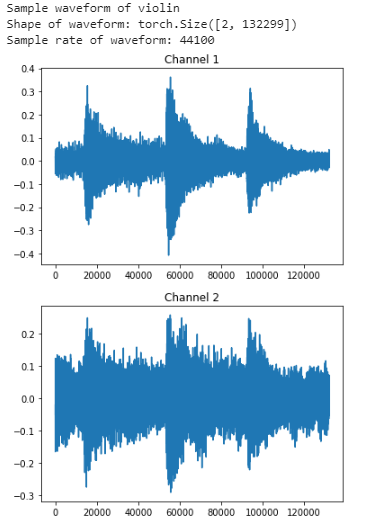 Sample waveform of violin
Shape of waveform: torch.Size([2, 132299])
Sample rate of waveform: 44100
Channel 1
0.4
0.3
0.2
0.1
0.0
−0.1
−0.2
−0.3
−0.4
0 20000 40000 60000 80000 100000 120000
Channel 2
0.2
0.1
0.0
−0.1
−0.2
−0.3
0 20000 40000 60000 80000 100000 120000